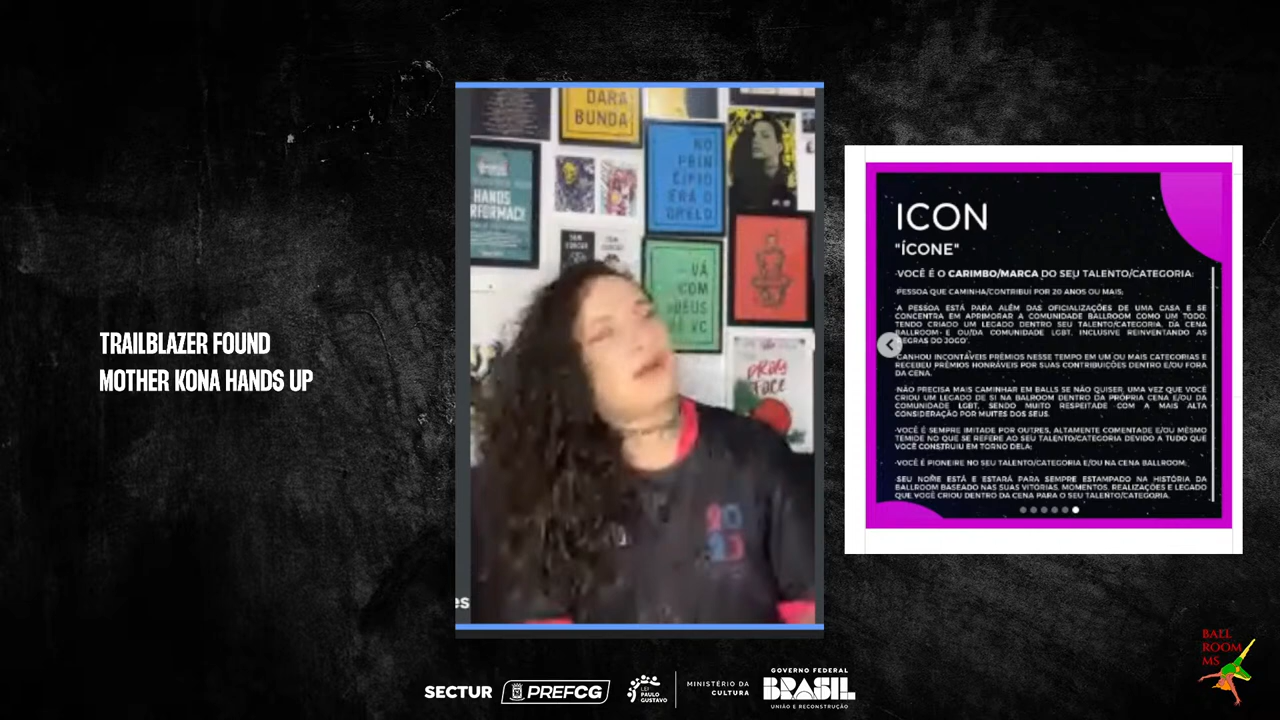 TRAILBLAZER FOUND
MOTHER KONA HANDS UP
DARA
BUNDA
NO
PRIN
CÍPIO
ERA O
GRELO
HANDS
RFORMAC
VÁ
COM
DEUS
VC
DRAG
FACE
20
23
es
ICON
"ÍCONE"
-VOCÊ É O CARIMBO/MARCA DO SEU TALENTO/CATEGORIA;
-PESSOA QUE CAMINHA/CONTRIBUI POR 20 ANOS OU MAIS;
-A PESSOA ESTÁ PARA ALÉM DAS OFICIALIZAÇÕES DE UMA CASA E SE
CONCENTRA EM APRIMORAR A COMUNIDADE BALLROOM COMO UM TODO,
TENDO CRIADO UM LEGADO DENTRO SEU TALENTO/CATEGORIA, DA CENA
BALLROOM E OU/DA COMUNIDADE LGBT, INCLUSIVE REINVENTANDO AS
REGRAS DO JOGO;
-GANHOU INCONTÁVEIS PRÊMIOS NESSE TEMPO EM UM OU MAIS CATEGORIAS E
RECEBEU PRÊMIOS HONRÁVEIS POR SUAS CONTRIBUIÇÕES DENTRO E/OU FORA
DA CENA.
-NÃO PRECISA MAIS CAMINHAR EM BALLS SE NÃO QUISER, UMA VEZ QUE VOCÊ
CRIOU UM LEGADO DE SI NA BALROOM DENTRO DA PRÓPRIA CENA E/OU DA
COMUNIDADE LGBT, SENDO MUITO RESPEITADE COM A MAIS ALTA
CONSIDERAÇÃO POR MUITES DOS SEUS.
-VOCÊ É SEMPRE IMITADE POR OUTRES, ALTAMENTE COMENTADE E/OU MESMO
TEMIDE NO QUE SE REFERE AO SEU TALENTO/CATEGORIA DEVIDO A TUDO QUE
VOCÊ CONSTRUIU EM TORNO DELA;
-VOCÊ É PIONEIRE NO SEU TALENTO/CATEGORIA E/OU NA CENA BALLROOM;
-SEU NOME ESTÁ E ESTARÁ PARA SEMPRE ESTAMPADO NA HISTÓRIA DA
BALLROOM BASEADO NAS SUAS VITÓRIAS, MOMENTOS, REALIZAÇÕES E LEGADO
QUE VOCÊ CRIOU DENTRO DA CENA PARA O SEU TALENTO/CATEGORIA.
BALL
ROOM
MS
SECTUR
PREFCG
LEI
PAULO
GUSTAVO
MINISTÉRIO DA
CULTURA
GOVERNO FEDERAL
BRASIL
UNIÃO E RECONSTRUÇÃO